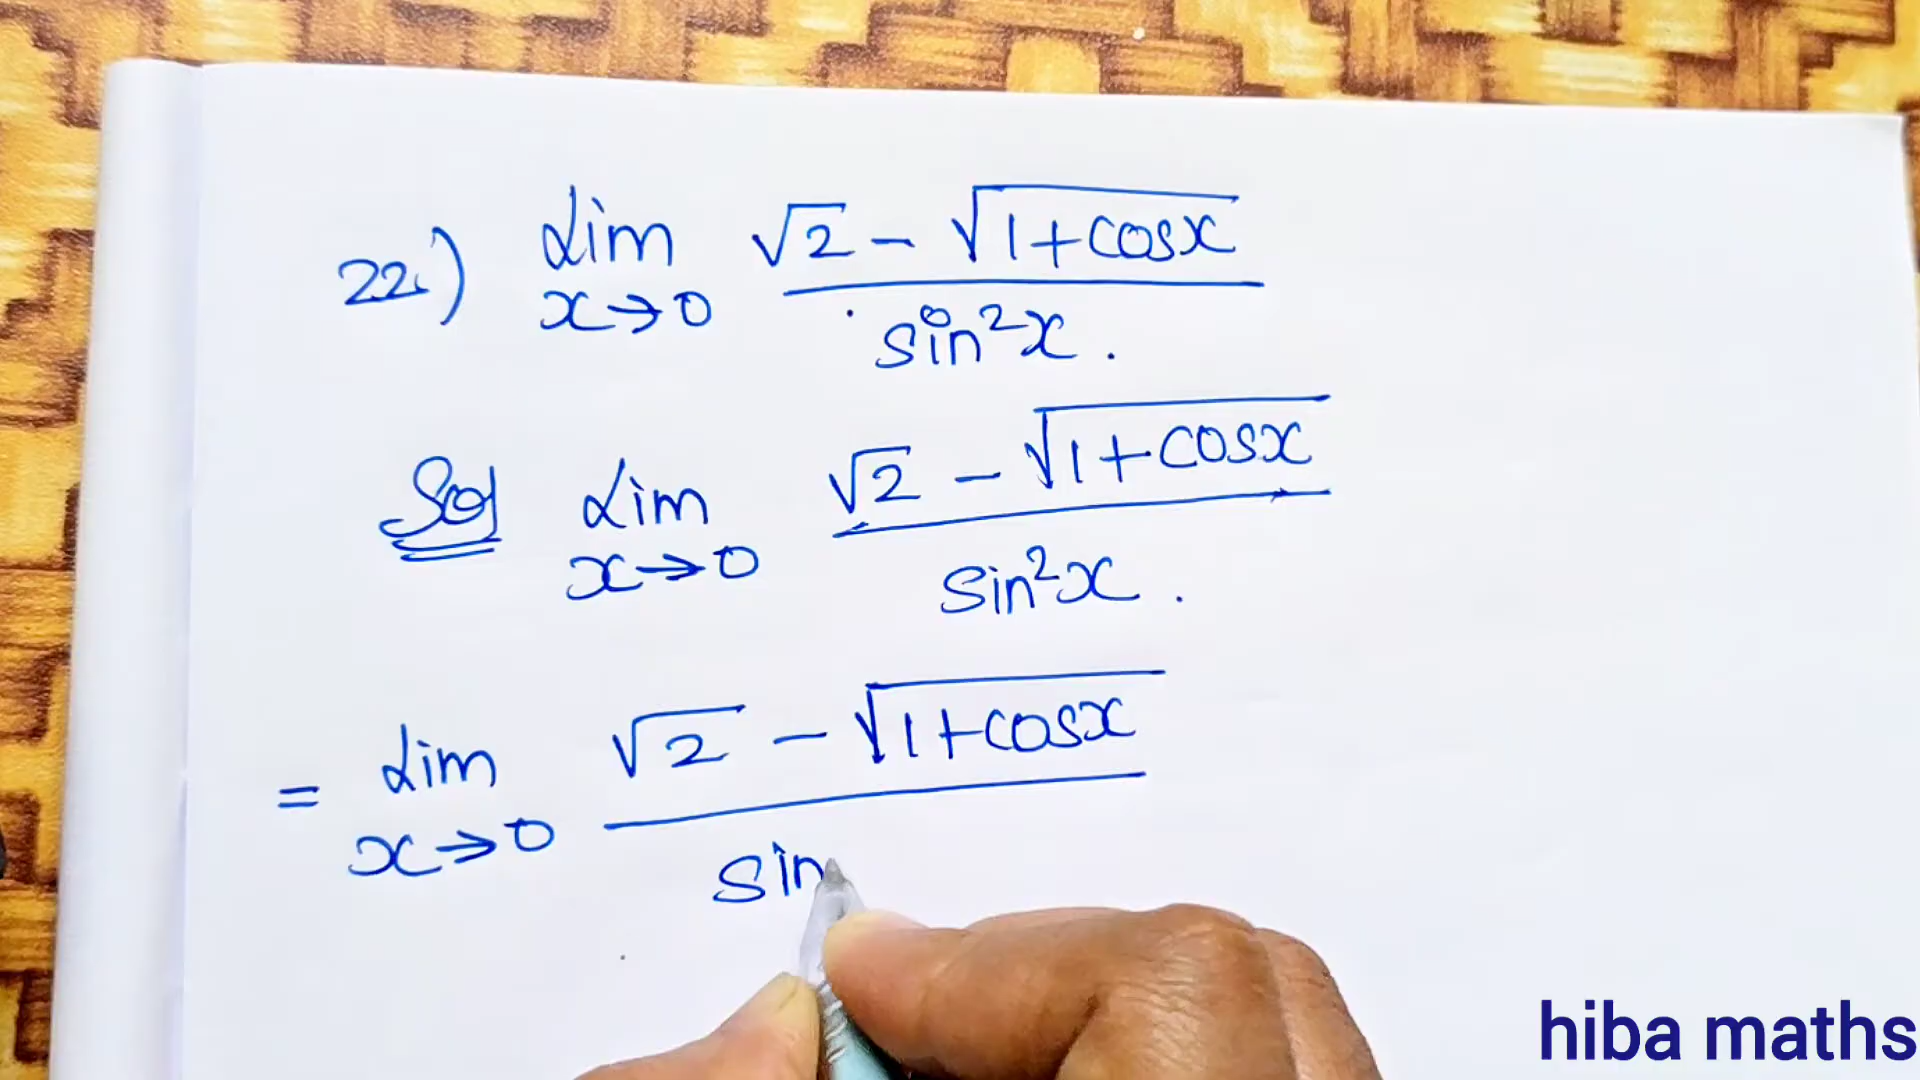 22.) Lim x→0 √2 - √1+cosx / sin²x.
Sol Lim x→0 √2 - √1+cosx / sin²x.
= Lim x→0 √2 - √1+cosx / sin
hiba maths